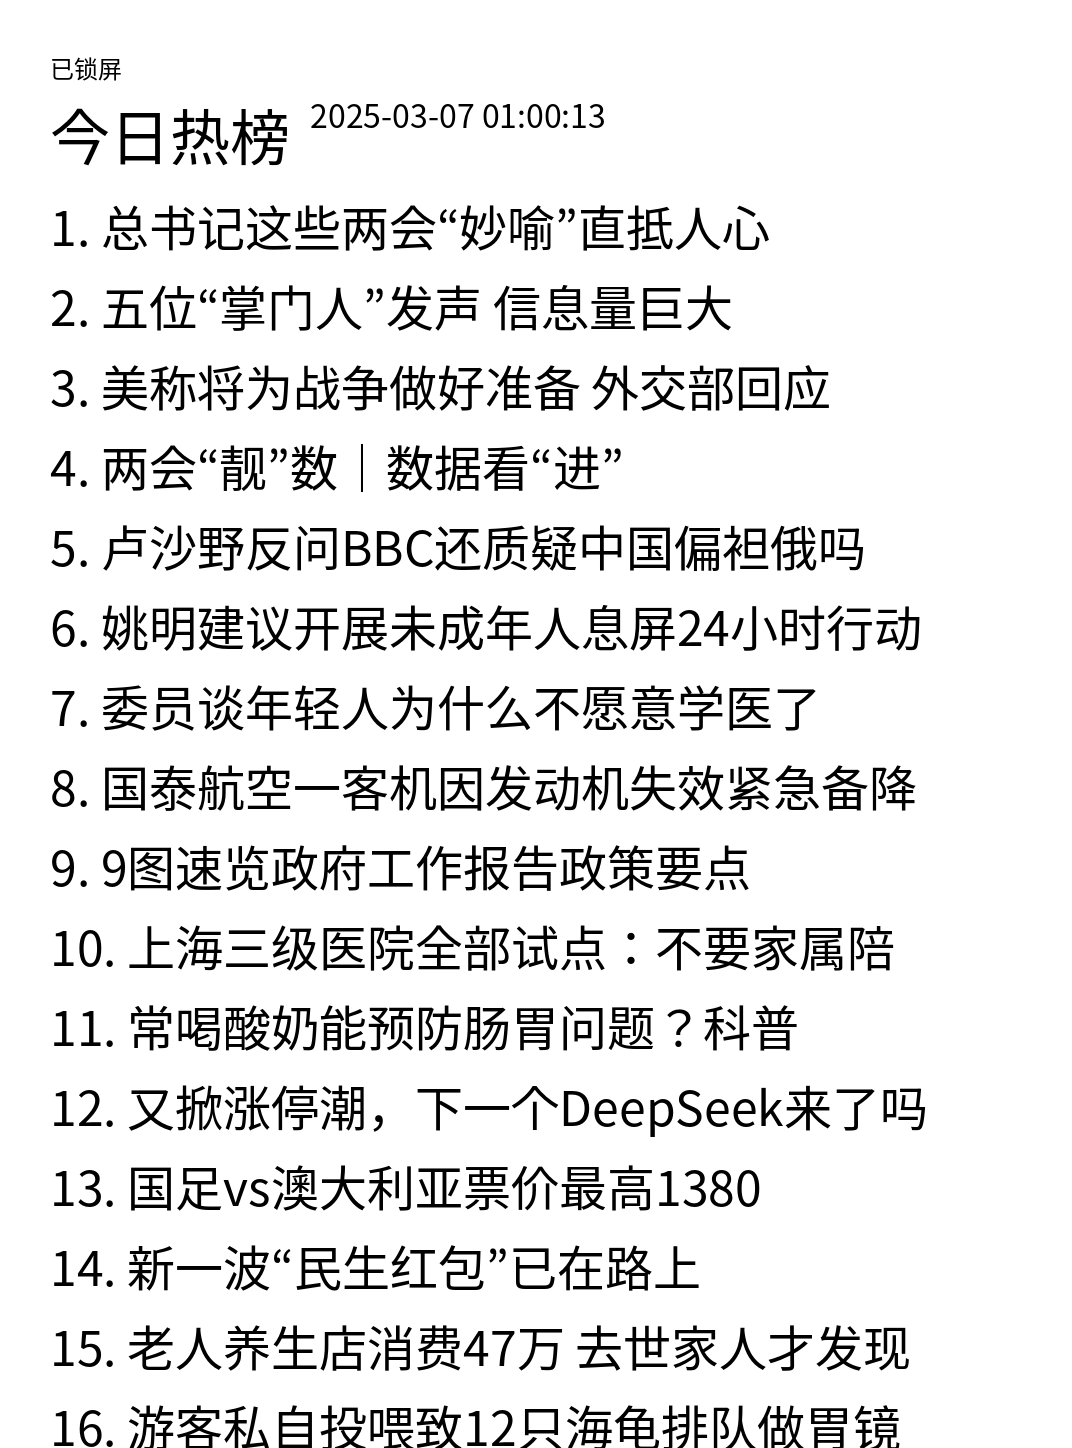 已锁屏
今日热榜 2025-03-07 01:00:13
1. 总书记这些两会“妙喻”直抵人心
2. 五位“掌门人”发声 信息量巨大
3. 美称将为战争做好准备 外交部回应
4. 两会“靓”数｜数据看“进”
5. 卢沙野反问BBC还质疑中国偏袒俄吗
6. 姚明建议开展未成年人息屏24小时行动
7. 委员谈年轻人为什么不愿意学医了
8. 国泰航空一客机因发动机失效紧急备降
9. 9图速览政府工作报告政策要点
10. 上海三级医院全部试点：不要家属陪
11. 常喝酸奶能预防肠胃问题？科普
12. 又掀涨停潮，下一个DeepSeek来了吗
13. 国足vs澳大利亚票价最高1380
14. 新一波“民生红包”已在路上
15. 老人养生店消费47万 去世家人才发现
16. 游客私自投喂致12只海龟排队做胃镜